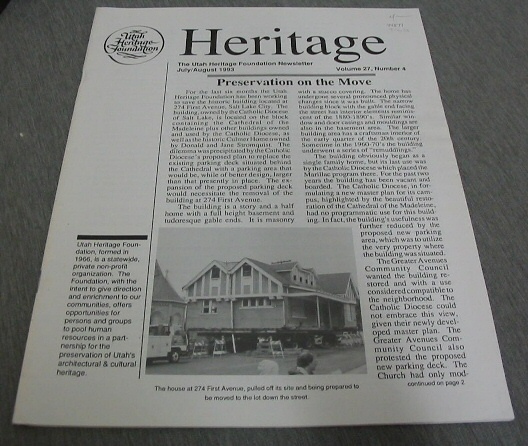 Utah
Heritage
Foundation
Heritage
The Utah Heritage Foundation Newsletter
July/August 1993
Volume 27, Number 4
Preservation on the Move
For the last six months the Utah
Heritage Foundation has been working
to save the historic building located at
274 First Avenue, Salt Lake City. The
building, owned by the Catholic Diocese
of Salt Lake, is located on the block
containing the Cathedral of the
Madeleine plus other buildings owned
and used by the Catholic Diocese, as
well as the historic Kahn House, owned
by Donald and Jane Stromquist. The
dilemma was precipitated by the Catholic
Diocese's proposed plan to replace the
existing parking deck situated behind
the Cathedral with a parking area that
would be, while of better design, larger
than that presently in place. The ex-
pansion of the proposed parking deck
would necessitate the removal of the
building at 274 First Avenue.
The building is a story and a half
home with a full height basement and
tudoresque gable ends. It is masonry
with a stucco covering. The home has
undergone several pronounced physical
changes since it was built. The narrow
building block with the gable end facing
the street has interior elements reminis-
cent of the 1880-1890's. Similar win-
dow and door casings and mouldings are
also in the basement area. The larger
building area has a craftsman interior of
the early quarter of the 20th century.
Sometime in the 1960-70's the building
underwent a series of "remuddlings."
The building obviously began as a
single family home, but its last use was
by the Catholic Diocese which placed the
Marillac program there. For the past two
years the building has been vacant and
boarded. The Catholic Diocese, in for-
mulating a new master plan for its cam-
pus, highlighted by the beautiful resto-
ration of the Cathedral of the Madeleine,
had no programmatic use for this build-
ing. In fact, the building's usefulness was
further reduced by the
proposed new parking
area, which was to utilize
the very property where
the building was situated.
The Greater Avenues
Community Council
wanted the building re-
stored and with a use
considered compatible to
the neighborhood. The
Catholic Diocese could
not embrace this view,
given their newly devel-
oped master plan. The
Greater Avenues Com-
munity Council also
protested the proposed
new parking deck. The
Church had only mod-
continued on page 2
Utah Heritage Foun-
dation, formed in
1966, is a statewide,
private non-profit
organization. The
Foundation, with the
intent to give direction
and enrichment to our
communities, offers
opportunities for
persons and groups
to pool human
resources in a part-
nership for the
preservation of Utah's
architectural & cultural
heritage.
The house at 274 First Avenue, pulled off its site and being prepared to
be moved to the lot down the street.